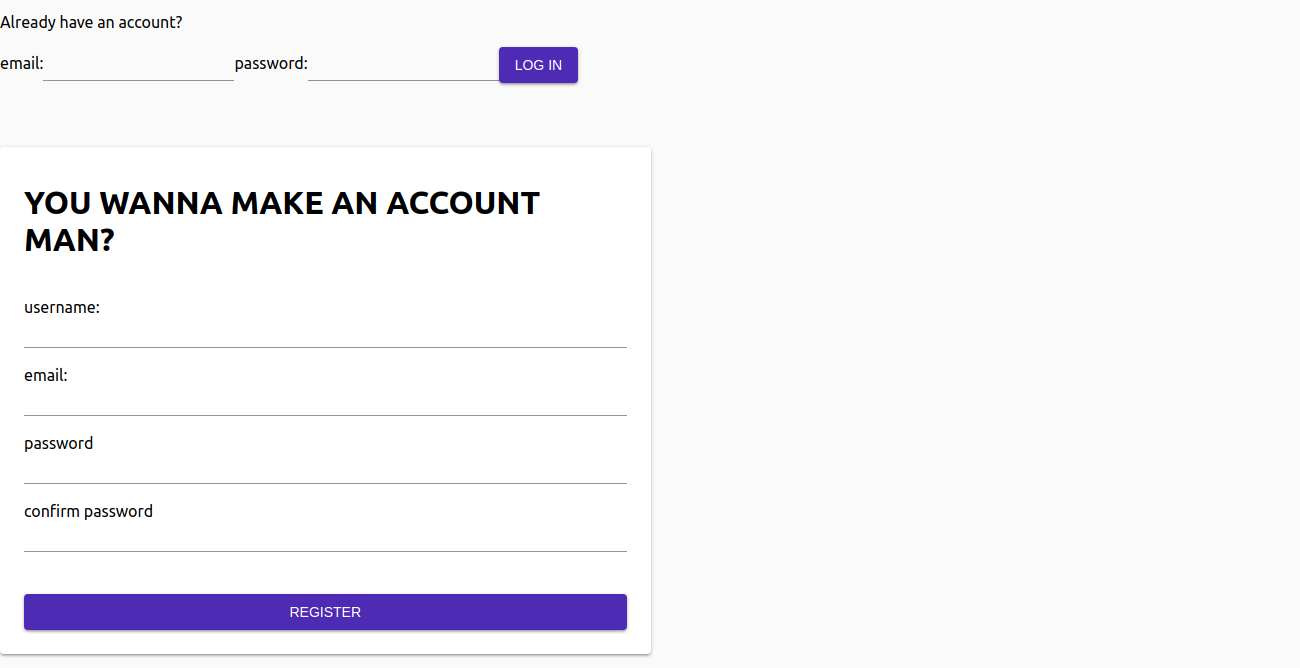 Already have an account?
email: password: LOG IN
YOU WANNA MAKE AN ACCOUNT
MAN?
username:
email:
password
confirm password
REGISTER